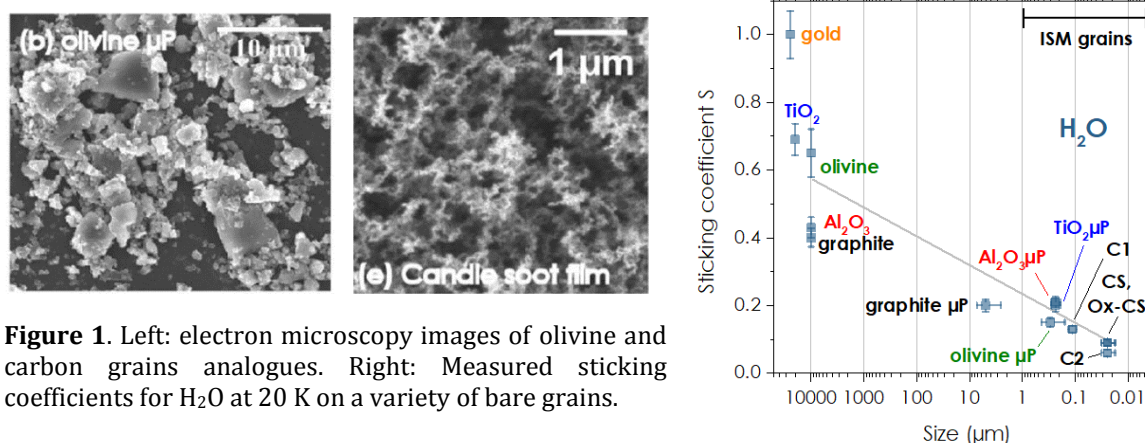 (b) olivine µP
10 µm
1 µm
(e) Candle soot film
Figure 1. Left: electron microscopy images of olivine and
carbon grains analogues. Right: Measured sticking
coefficients for H₂O at 20 K on a variety of bare grains.
Sticking coefficient S
1.0
0.8
0.6
0.4
0.2
0.0
gold
ISM grains
TiO₂
H₂O
olivine
Al₂O₃
graphite
TiO₂µP
Al₂O₃µP
C1
CS,
Ox-CS
graphite µP
olivine µP
C2
10000 1000 100 10 1 0.1 0.01
Size (µm)